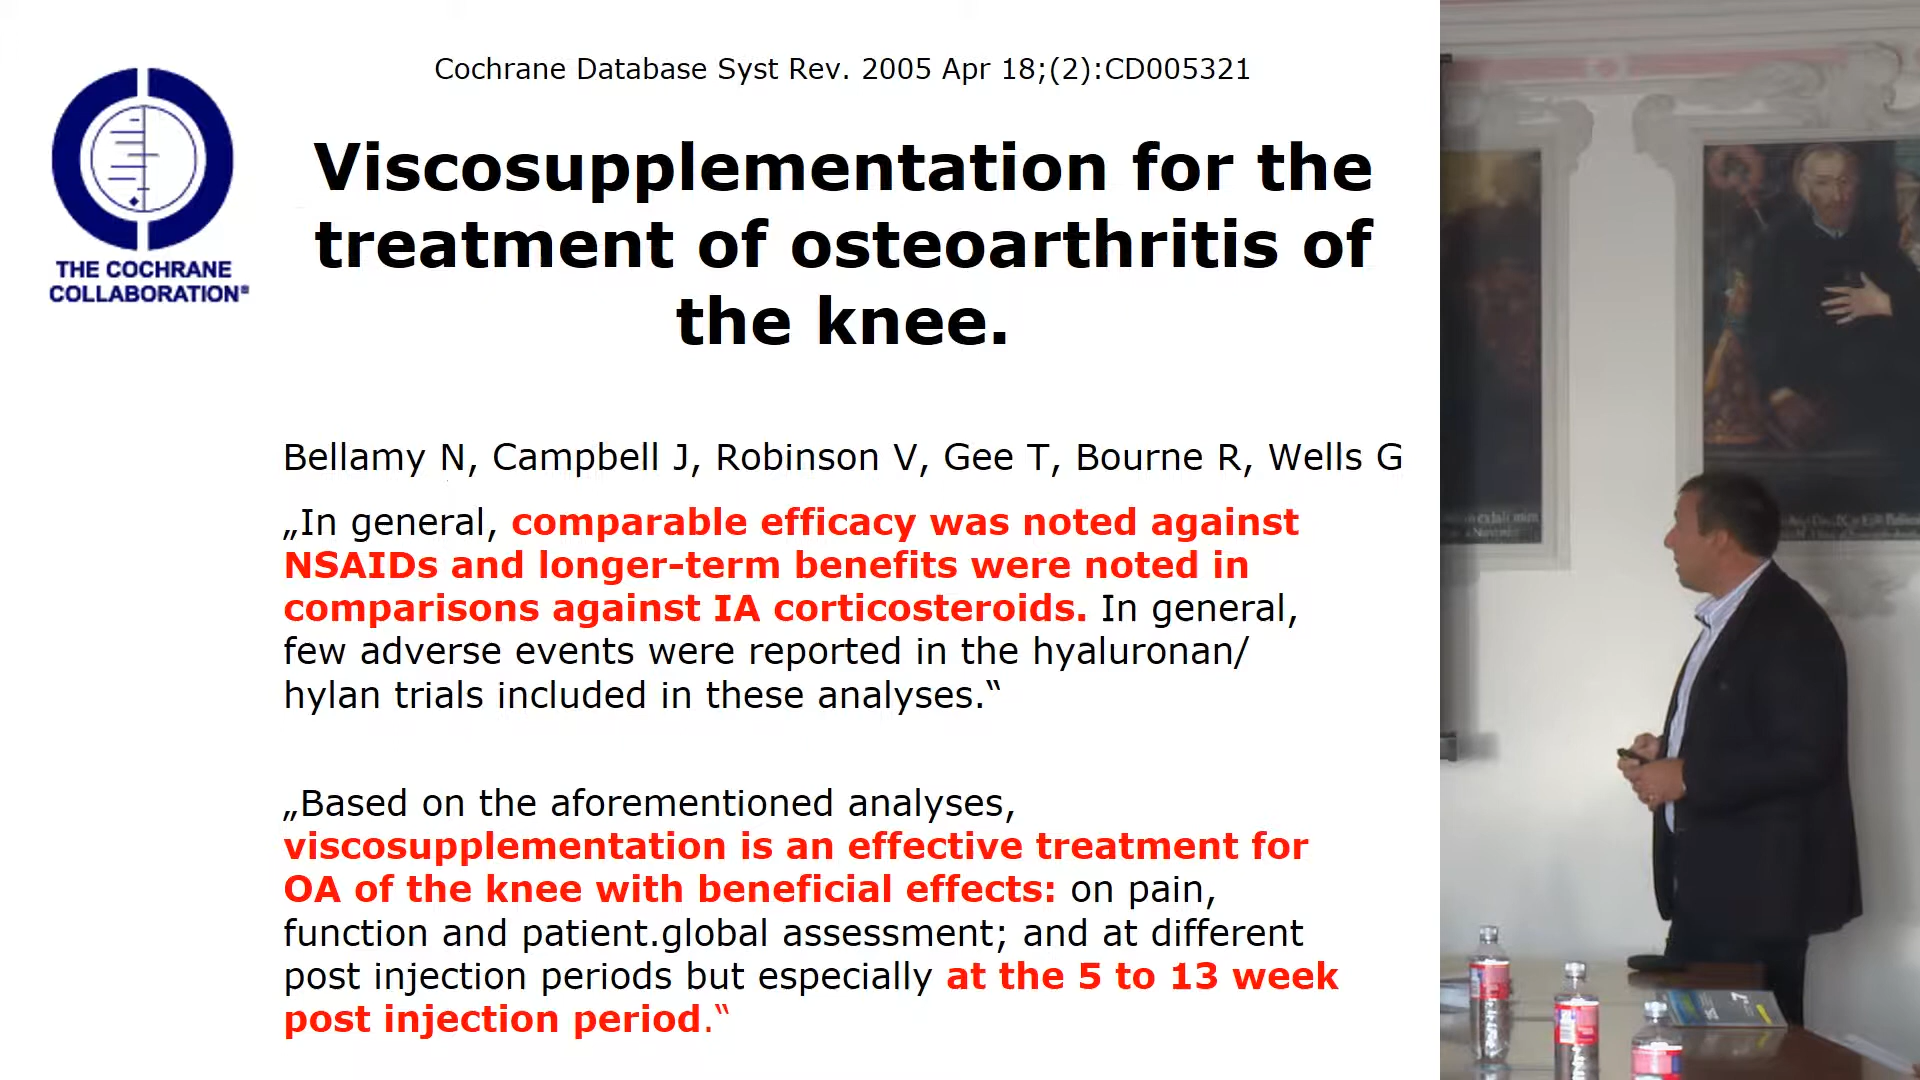 Cochrane Database Syst Rev. 2005 Apr 18;(2):CD005321
THE COCHRANE
COLLABORATION®
Viscosupplementation for the
treatment of osteoarthritis of
the knee.
Bellamy N, Campbell J, Robinson V, Gee T, Bourne R, Wells G
„In general, comparable efficacy was noted against
NSAIDs and longer-term benefits were noted in
comparisons against IA corticosteroids. In general,
few adverse events were reported in the hyaluronan/
hylan trials included in these analyses.“
„Based on the aforementioned analyses,
viscosupplementation is an effective treatment for
OA of the knee with beneficial effects: on pain,
function and patient.global assessment; and at different
post injection periods but especially at the 5 to 13 week
post injection period.“